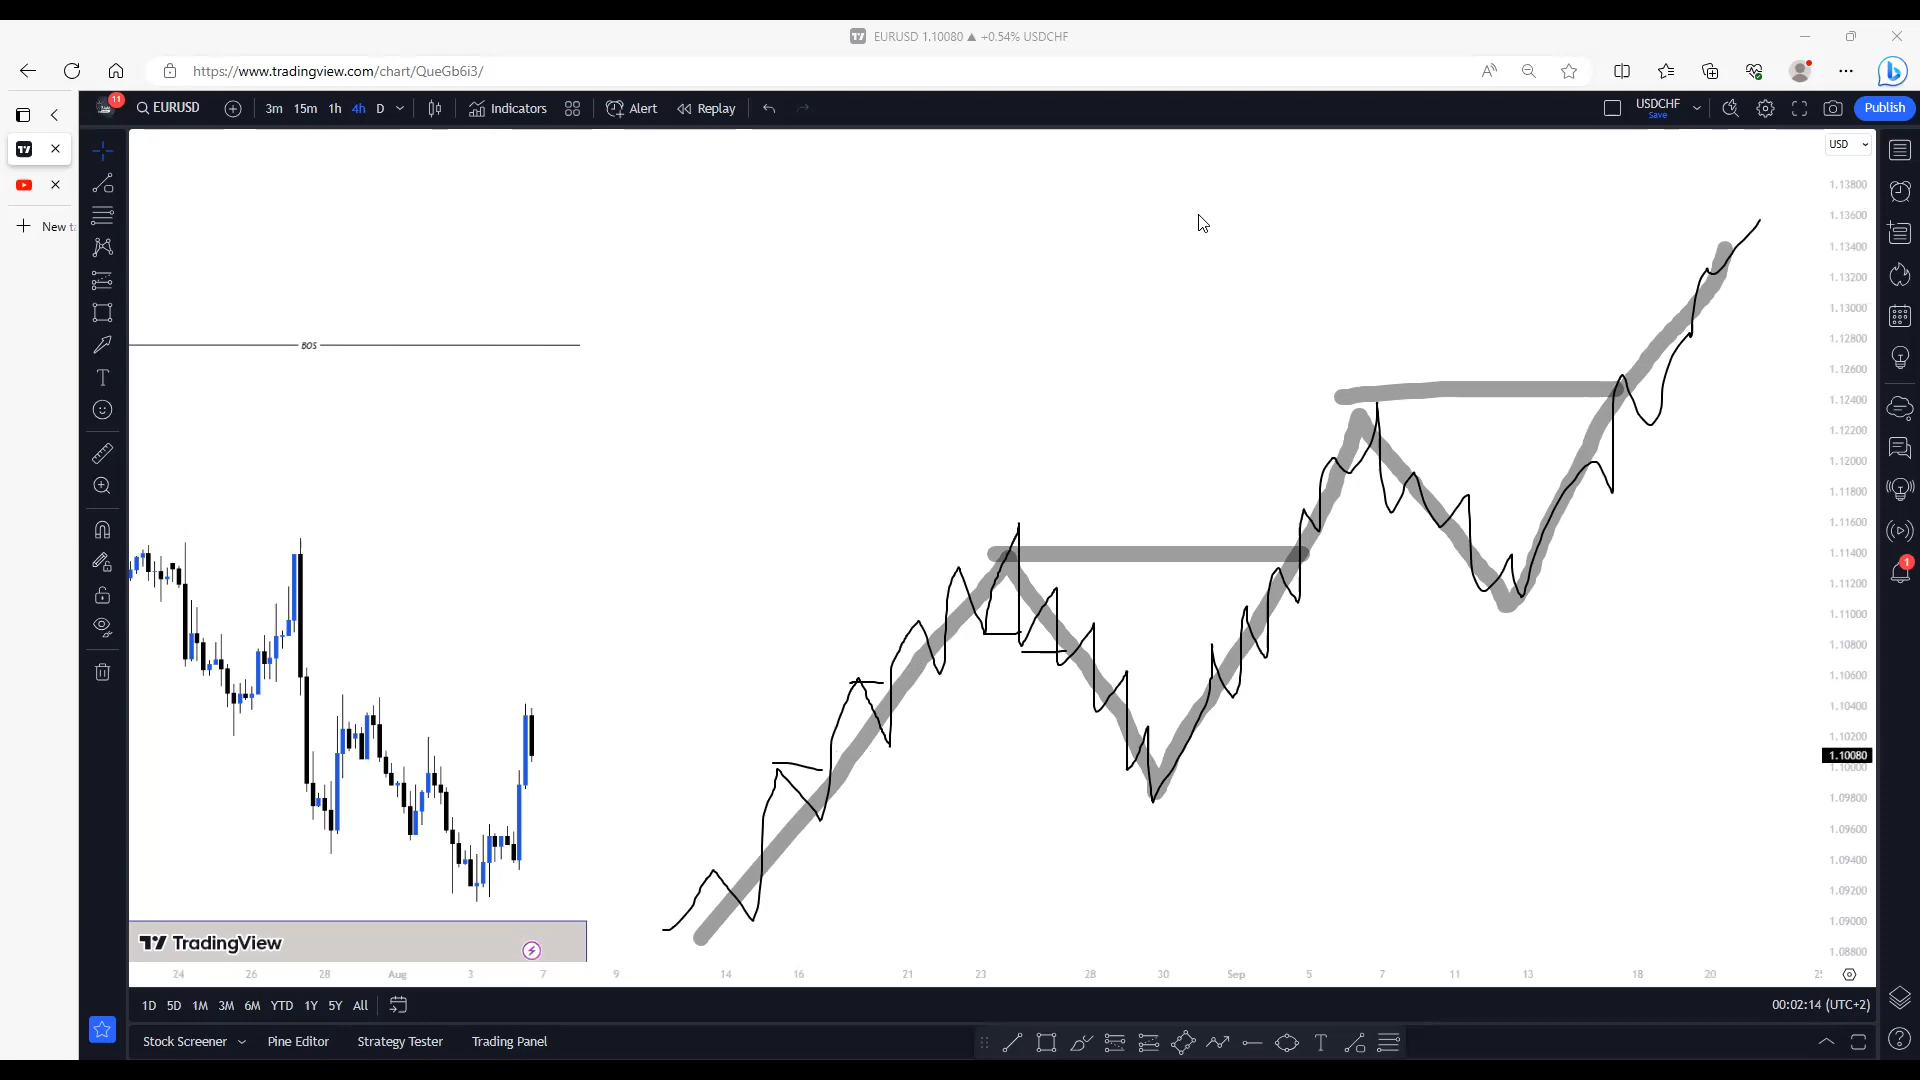 EURUSD 1.10080 ▲ +0.54% USDCHF
https://www.tradingview.com/chart/QueGb6i3/
11
EURUSD
3m 15m 1h 4h D
Indicators
Alert
Replay
USDCHF
Save
Publish
New ta
USD
BOS
1.13800
1.13600
1.13400
1.13200
1.13000
1.12800
1.12600
1.12400
1.12200
1.12000
1.11800
1.11600
1.11400
1.11200
1.11000
1.10800
1.10600
1.10400
1.10200
1.10080
1.10000
1.09800
1.09600
1.09400
1.09200
1.09000
1.08800
1
TradingView
24 26 28 Aug 3 7 9 14 16 21 23 28 30 Sep 5 7 11 13 18 20
1D 5D 1M 3M 6M YTD 1Y 5Y All
00:02:14 (UTC+2)
Stock Screener Pine Editor Strategy Tester Trading Panel